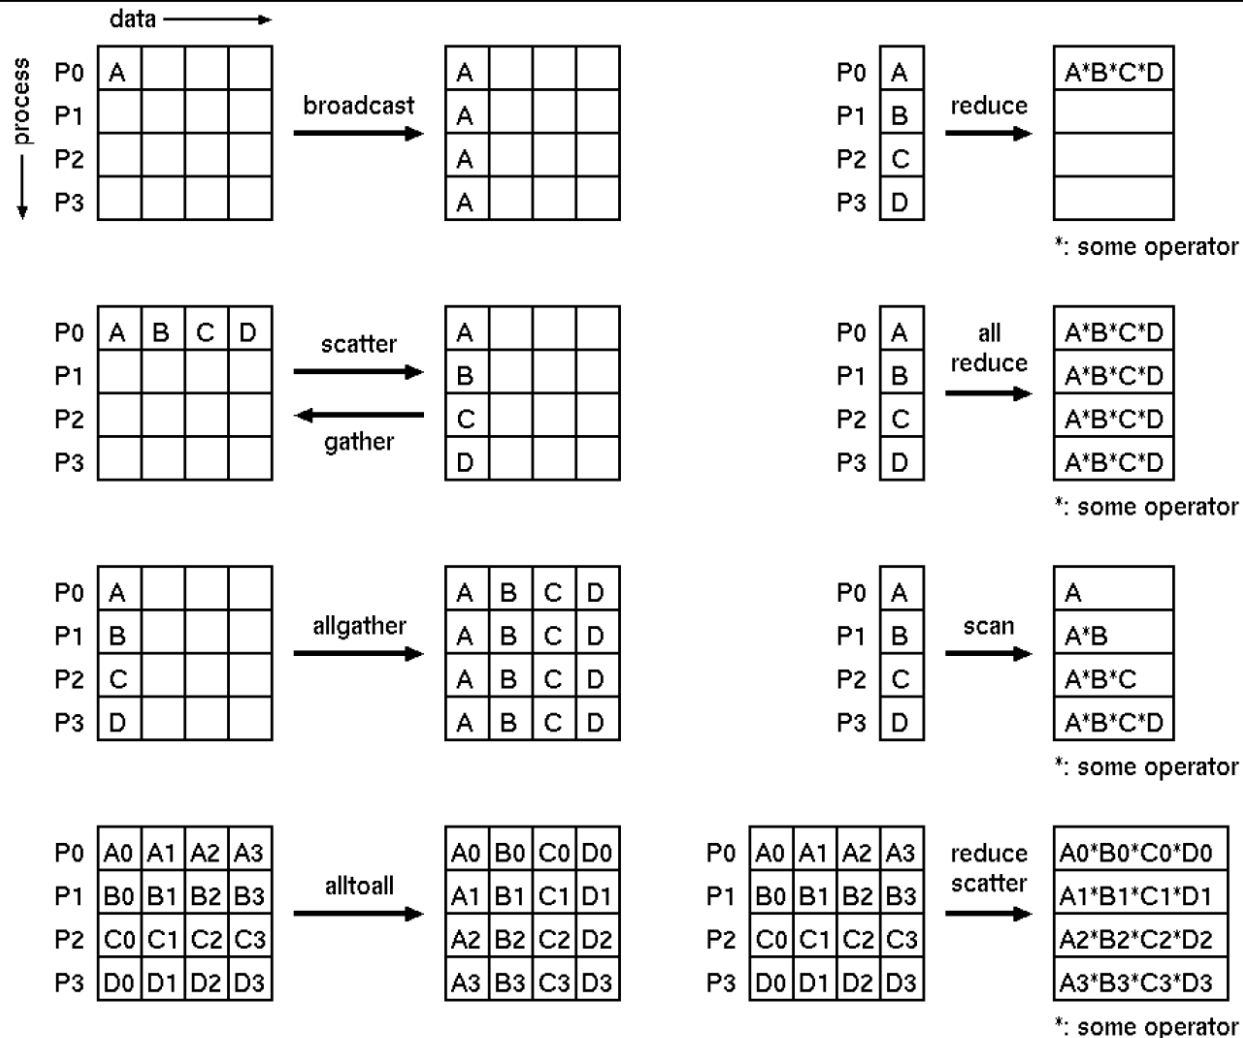 data
process
P0 A
P1
P2
P3
broadcast
A
A
A
A
P0 A
P1 B
P2 C
P3 D
reduce
A*B*C*D
*: some operator
P0 A B C D
P1
P2
P3
scatter
gather
A
B
C
D
P0 A
P1 B
P2 C
P3 D
all
reduce
A*B*C*D
A*B*C*D
A*B*C*D
A*B*C*D
*: some operator
P0 A
P1 B
P2 C
P3 D
allgather
A B C D
A B C D
A B C D
A B C D
P0 A
P1 B
P2 C
P3 D
scan
A
A*B
A*B*C
A*B*C*D
*: some operator
P0 A0 A1 A2 A3
P1 B0 B1 B2 B3
P2 C0 C1 C2 C3
P3 D0 D1 D2 D3
alltoall
A0 B0 C0 D0
A1 B1 C1 D1
A2 B2 C2 D2
A3 B3 C3 D3
P0 A0 A1 A2 A3
P1 B0 B1 B2 B3
P2 C0 C1 C2 C3
P3 D0 D1 D2 D3
reduce
scatter
A0*B0*C0*D0
A1*B1*C1*D1
A2*B2*C2*D2
A3*B3*C3*D3
*: some operator